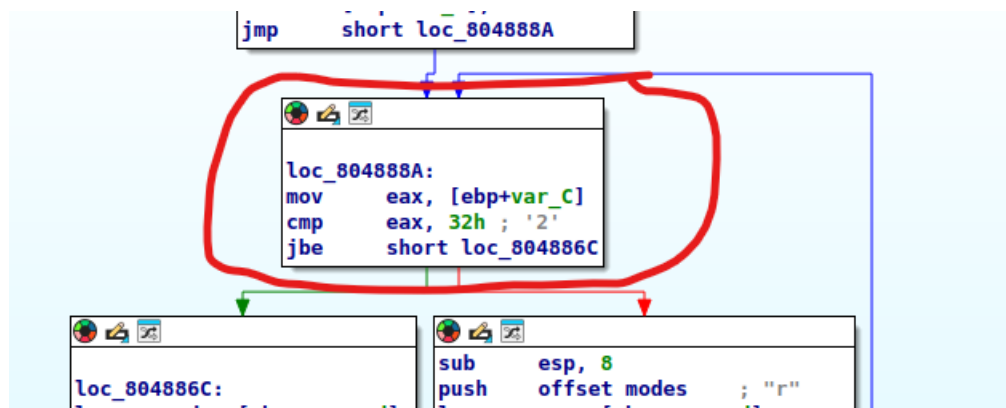 jmp     short loc_804888A
loc_804888A:
mov     eax, [ebp+var_C]
cmp     eax, 32h ; '2'
jbe     short loc_804886C
loc_804886C:
sub     esp, 8
push    offset modes    ; "r"